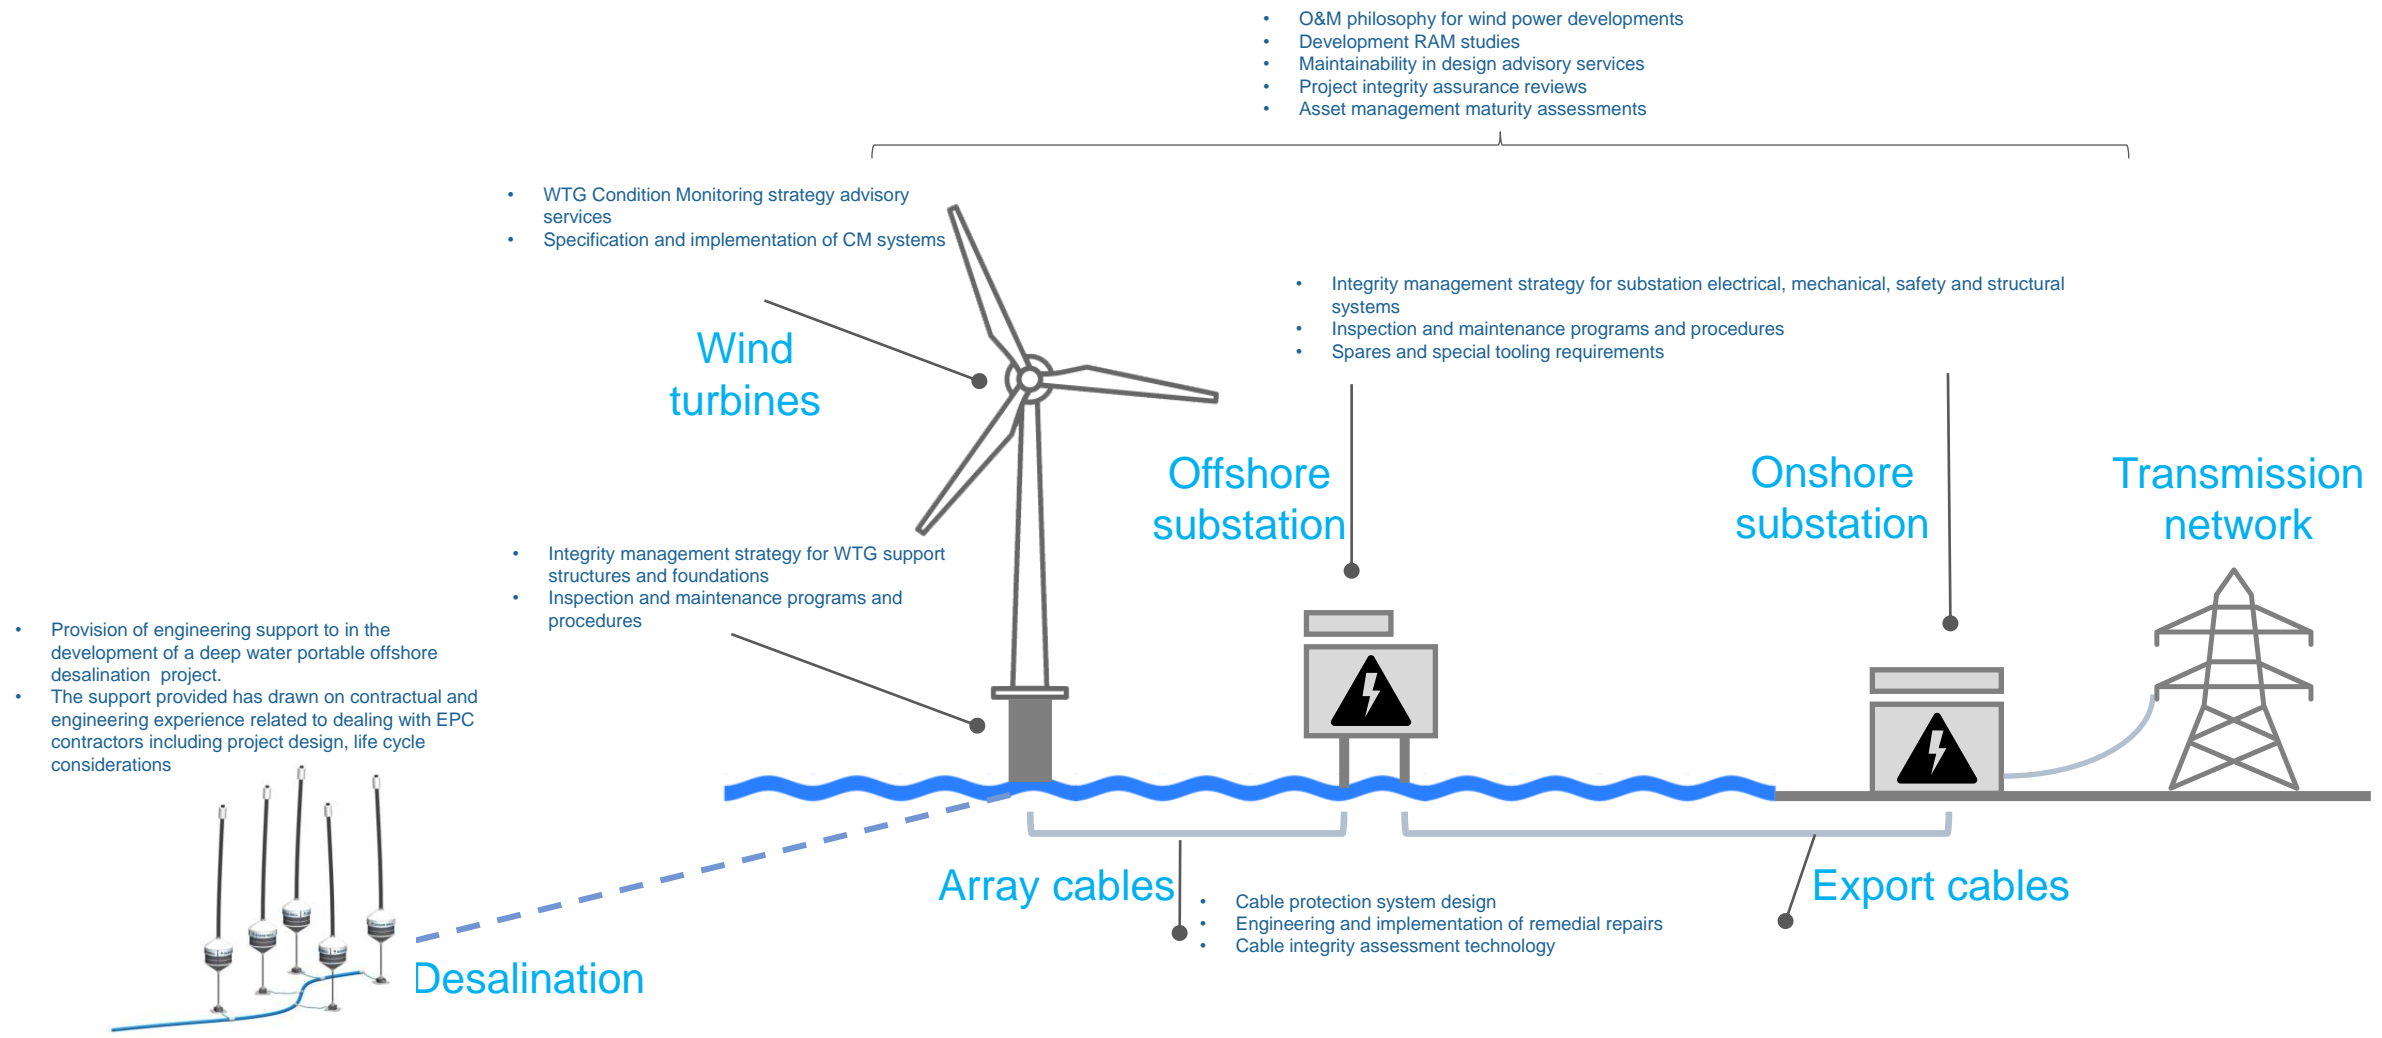 • O&M philosophy for wind power developments
• Development RAM studies
• Maintainability in design advisory services
• Project integrity assurance reviews
• Asset management maturity assessments
• WTG Condition Monitoring strategy advisory
services
• Specification and implementation of CM systems
Wind
turbines
• Integrity management strategy for substation electrical, mechanical, safety and structural
systems
• Inspection and maintenance programs and procedures
• Spares and special tooling requirements
Offshore
substation
Onshore
substation
Transmission
network
• Integrity management strategy for WTG support
structures and foundations
• Inspection and maintenance programs and
procedures
• Provision of engineering support to in the
development of a deep water portable offshore
desalination project.
• The support provided has drawn on contractual and
engineering experience related to dealing with EPC
contractors including project design, life cycle
considerations
Array cables
Export cables
• Cable protection system design
• Engineering and implementation of remedial repairs
• Cable integrity assessment technology
Desalination